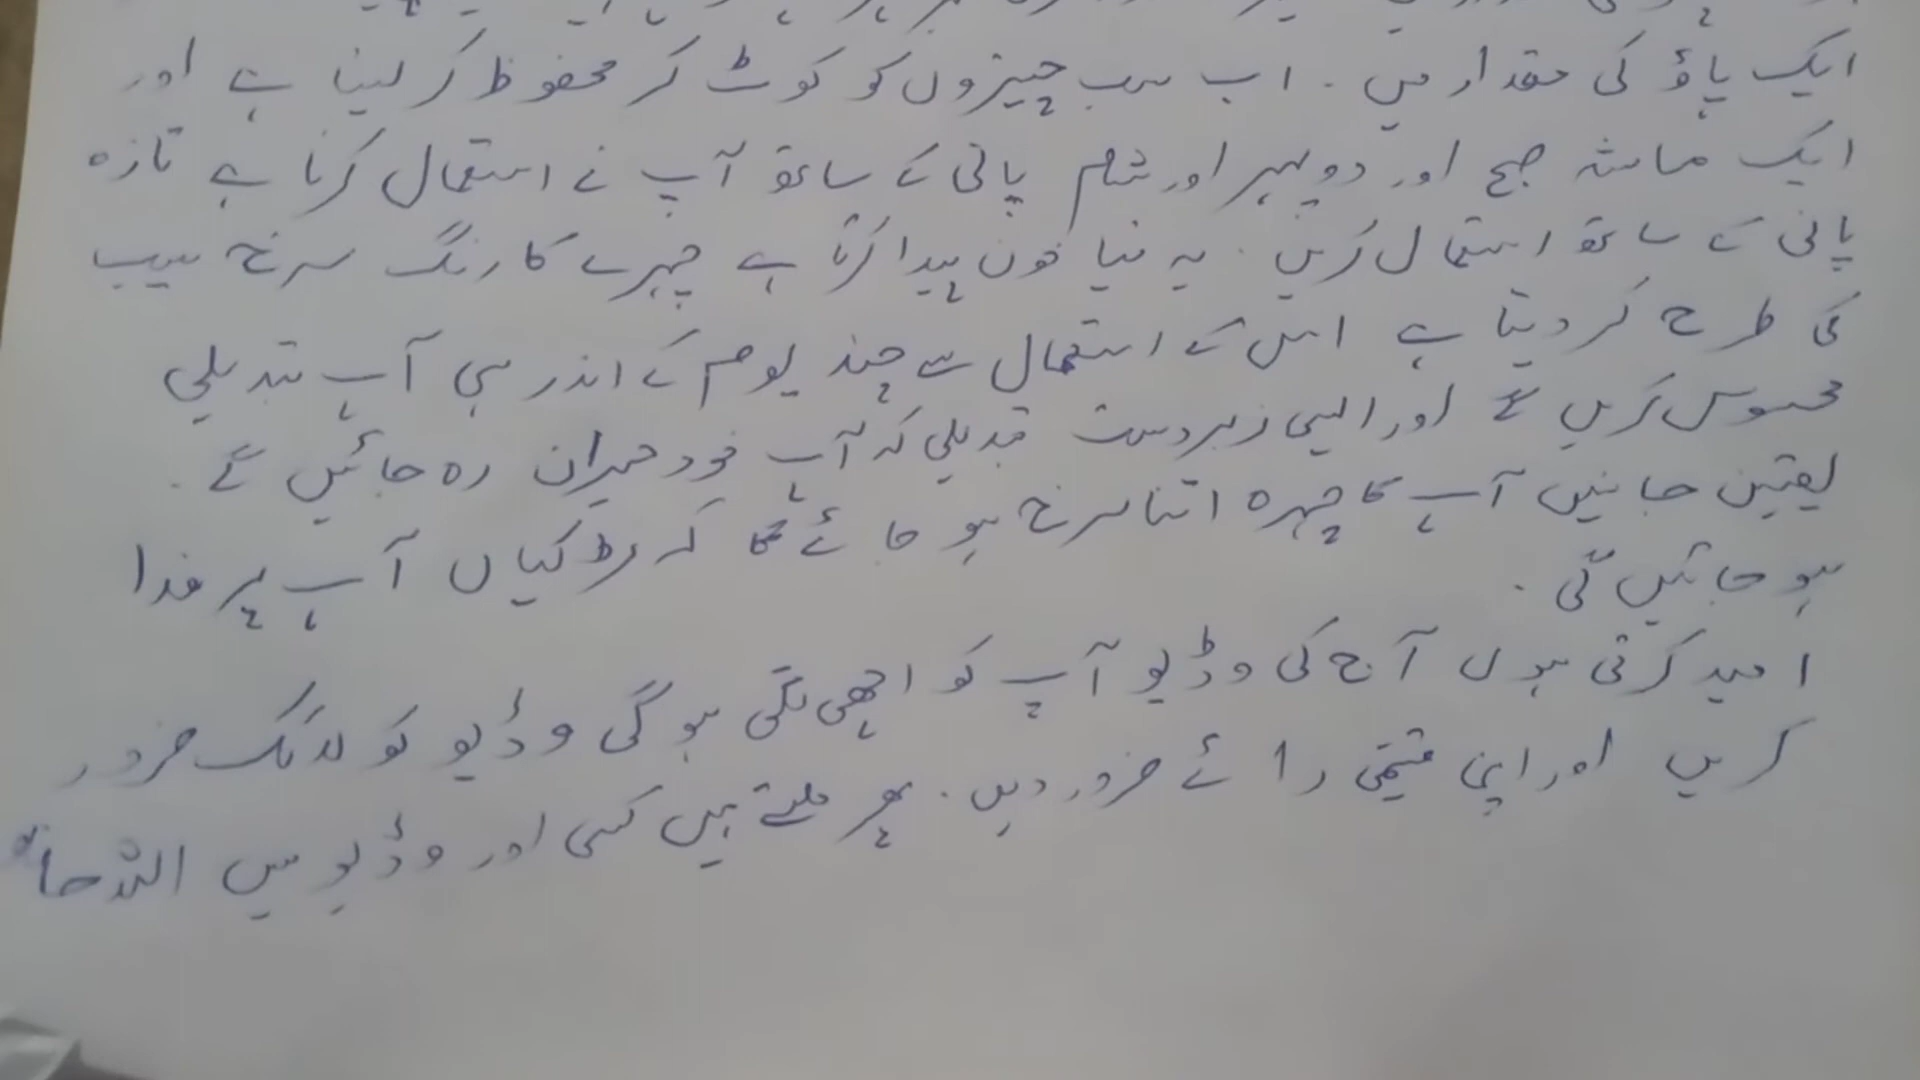 ایک پاؤ کی مقدار میں ۔ اب سب چیزوں کو کوٹ کر محفوظ کر لینا ہے اور
ایک ماشہ صبح اور دوپہر اور شام پانی کے ساتھ آپ نے استعمال کرنا ہے تازہ
پانی کے ساتھ استعمال کریں ۔ یہ نیا خون پیدا کرتا ہے چہرے کا رنگ سرخ سیب
کی طرح کر دیتا ہے اس کے استعمال سے چند یوم کے اندر ہی آپ تبدیلی
محسوس کریں گے اور ایسی زبردست تبدیلی کہ آپ خود حیران رہ جائیں گے ۔
یقین جانیں آپ کا چہرہ اتنا سرخ ہو جائے گا کہ لڑکیاں آپ پر فدا
ہو جائیں گی ۔
امید کرتی ہوں آج کی وڈیو آپ کو اچھی لگی ہو گی وڈیو کو لائک ضرور
کریں اور اپنی قیمتی رائے ضرور دیں ۔ پھر ملتے ہیں کسی اور وڈیو میں اللہ